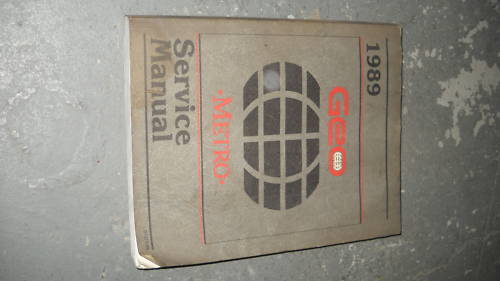 1989
Geo
METRO
Service
Manual